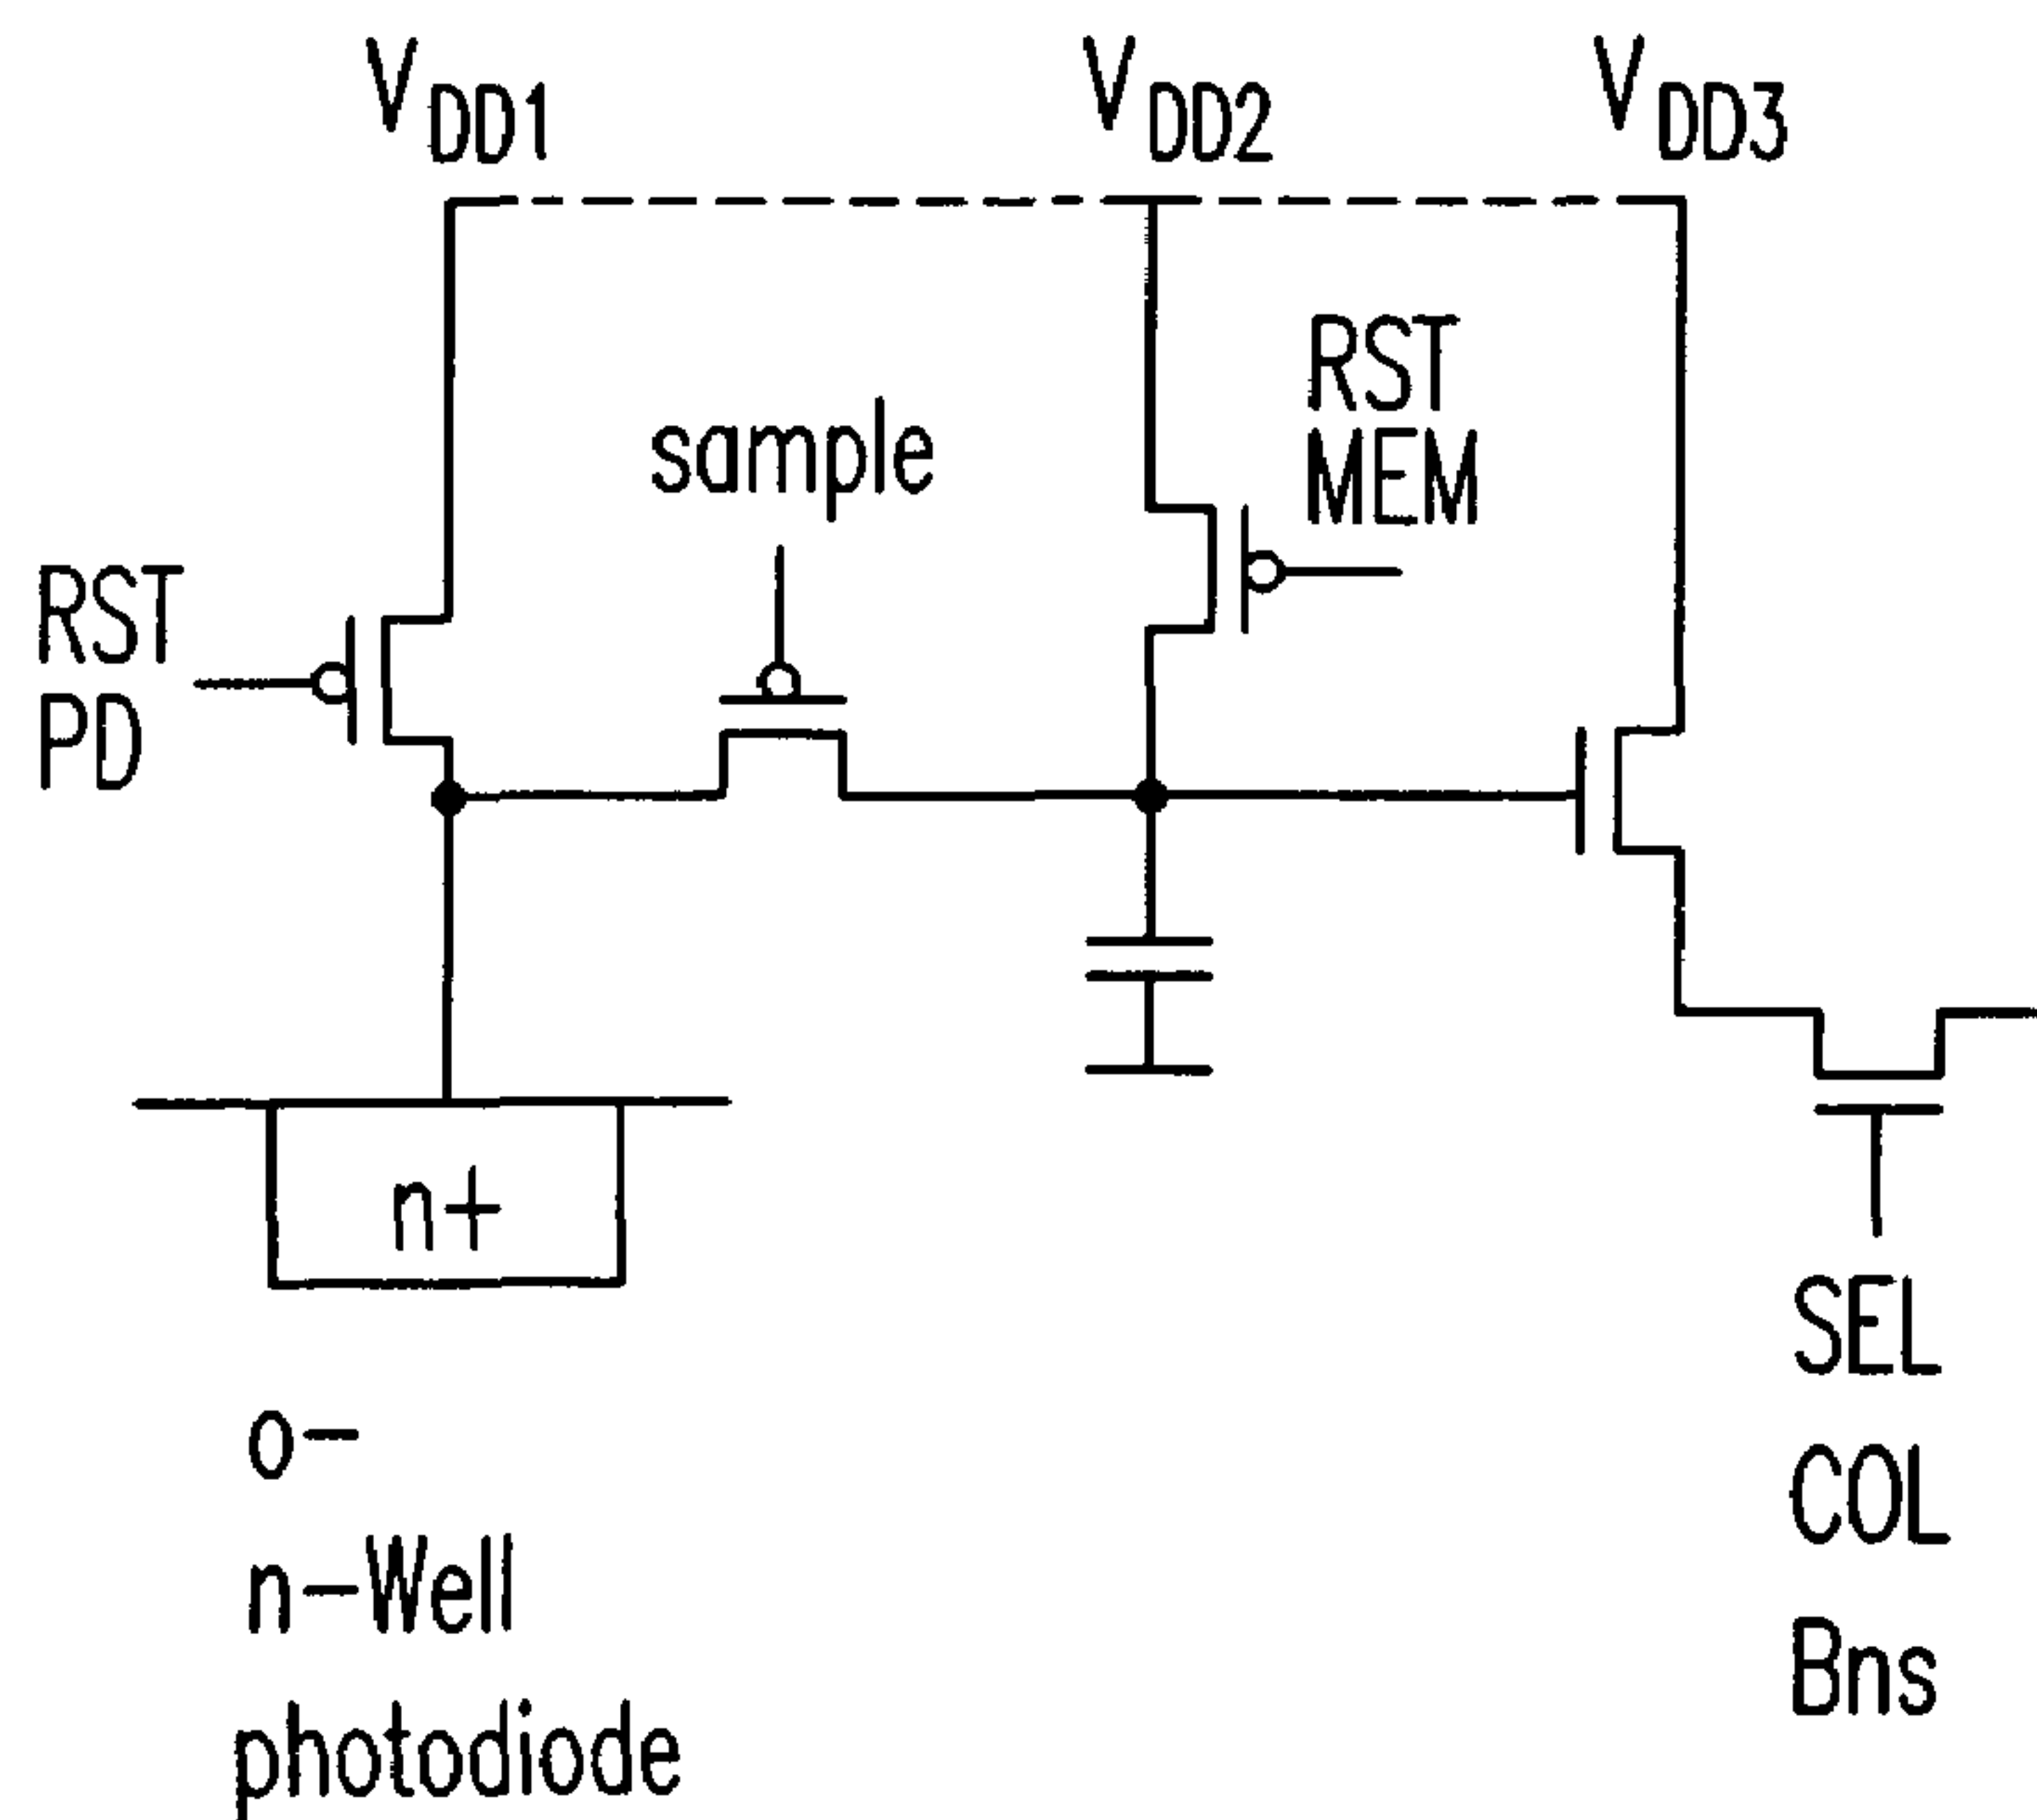 VDD1
VDD2
VDD3
RST
MEM
sample
RST
PD
n+
SEL
o-
COL
n-Well
Bns
photodiode